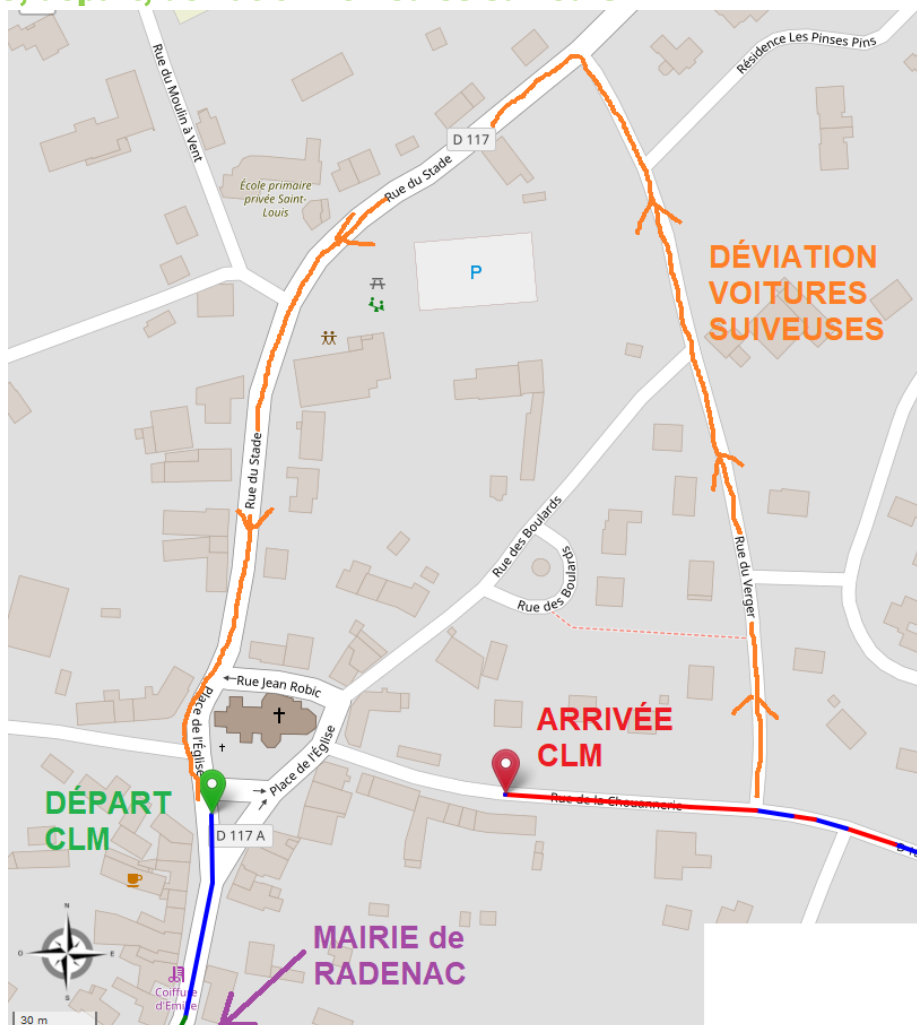 Rue du Moulin à Vent
Résidence Les Pinses Pins
D 117
Rue du Stade
École primaire
privée Saint-
Louis
P
DÉVIATION
VOITURES
SUIVEUSES
Rue du Stade
Rue des Boulards
Rue des Boulards
Rue du Verger
Rue Jean Robic
Place de l'Église
Place de l'Église
ARRIVÉE
CLM
Rue de la Chouannerie
DÉPART
CLM
D 117 A
MAIRIE de
RADENAC
N
O
E
S
Coiffure
d'Emilie
30 m